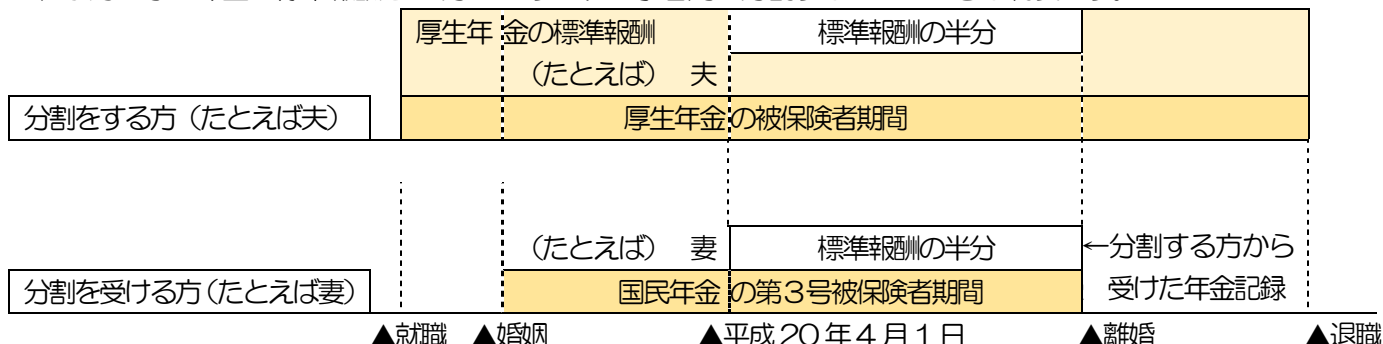 厚生年金の標準報酬 標準報酬の半分
（たとえば） 夫
分割をする方（たとえば夫） 厚生年金の被保険者期間
（たとえば） 妻 標準報酬の半分 ←分割する方から
分割を受ける方（たとえば妻） 国民年金の第３号被保険者期間 受けた年金記録
▲就職 ▲婚姻 ▲平成20年４月１日 ▲離婚 ▲退職